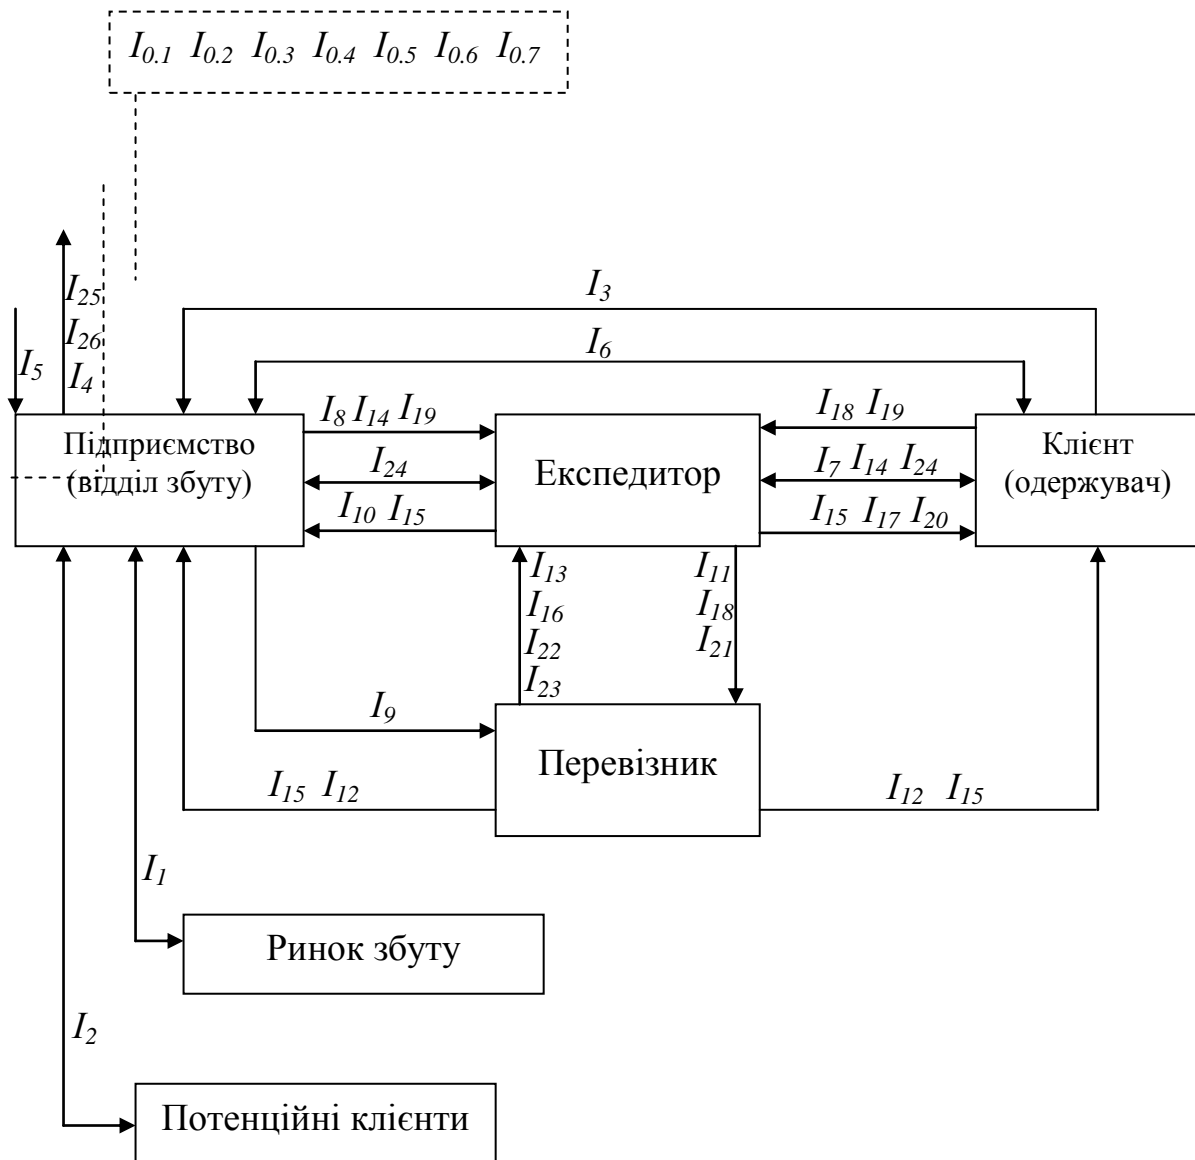 I0.1 I0.2 I0.3 I0.4 I0.5 I0.6 I0.7
I25
I26
I4
I5
I3
I6
I8 I14 I19
I18 I19
Підприємство
(відділ збуту)
I24
Експедитор
I7 I14 I24
Клієнт
(одержувач)
I10 I15
I15 I17 I20
I13
I16
I22
I23
I11
I18
I21
I9
Перевізник
I15 I12
I12 I15
I1
Ринок збуту
I2
Потенційні клієнти